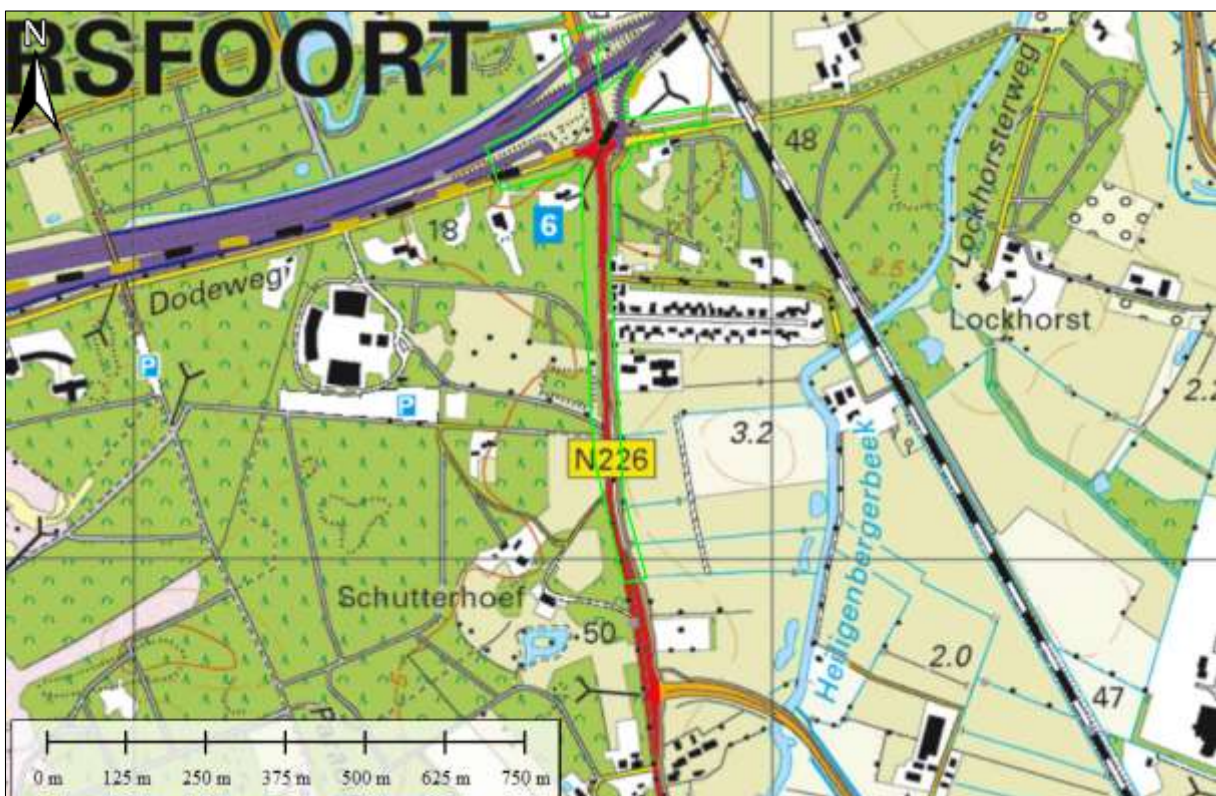 N
RSFOORT
48
Lockhorsterweg
18
6
2.5
Dodeweg
Lockhorst
P
P
2.2
3.2
N226
Heiligenbergerbeek
Schutterhoef
50
2.0
47
0 m 125 m 250 m 375 m 500 m 625 m 750 m